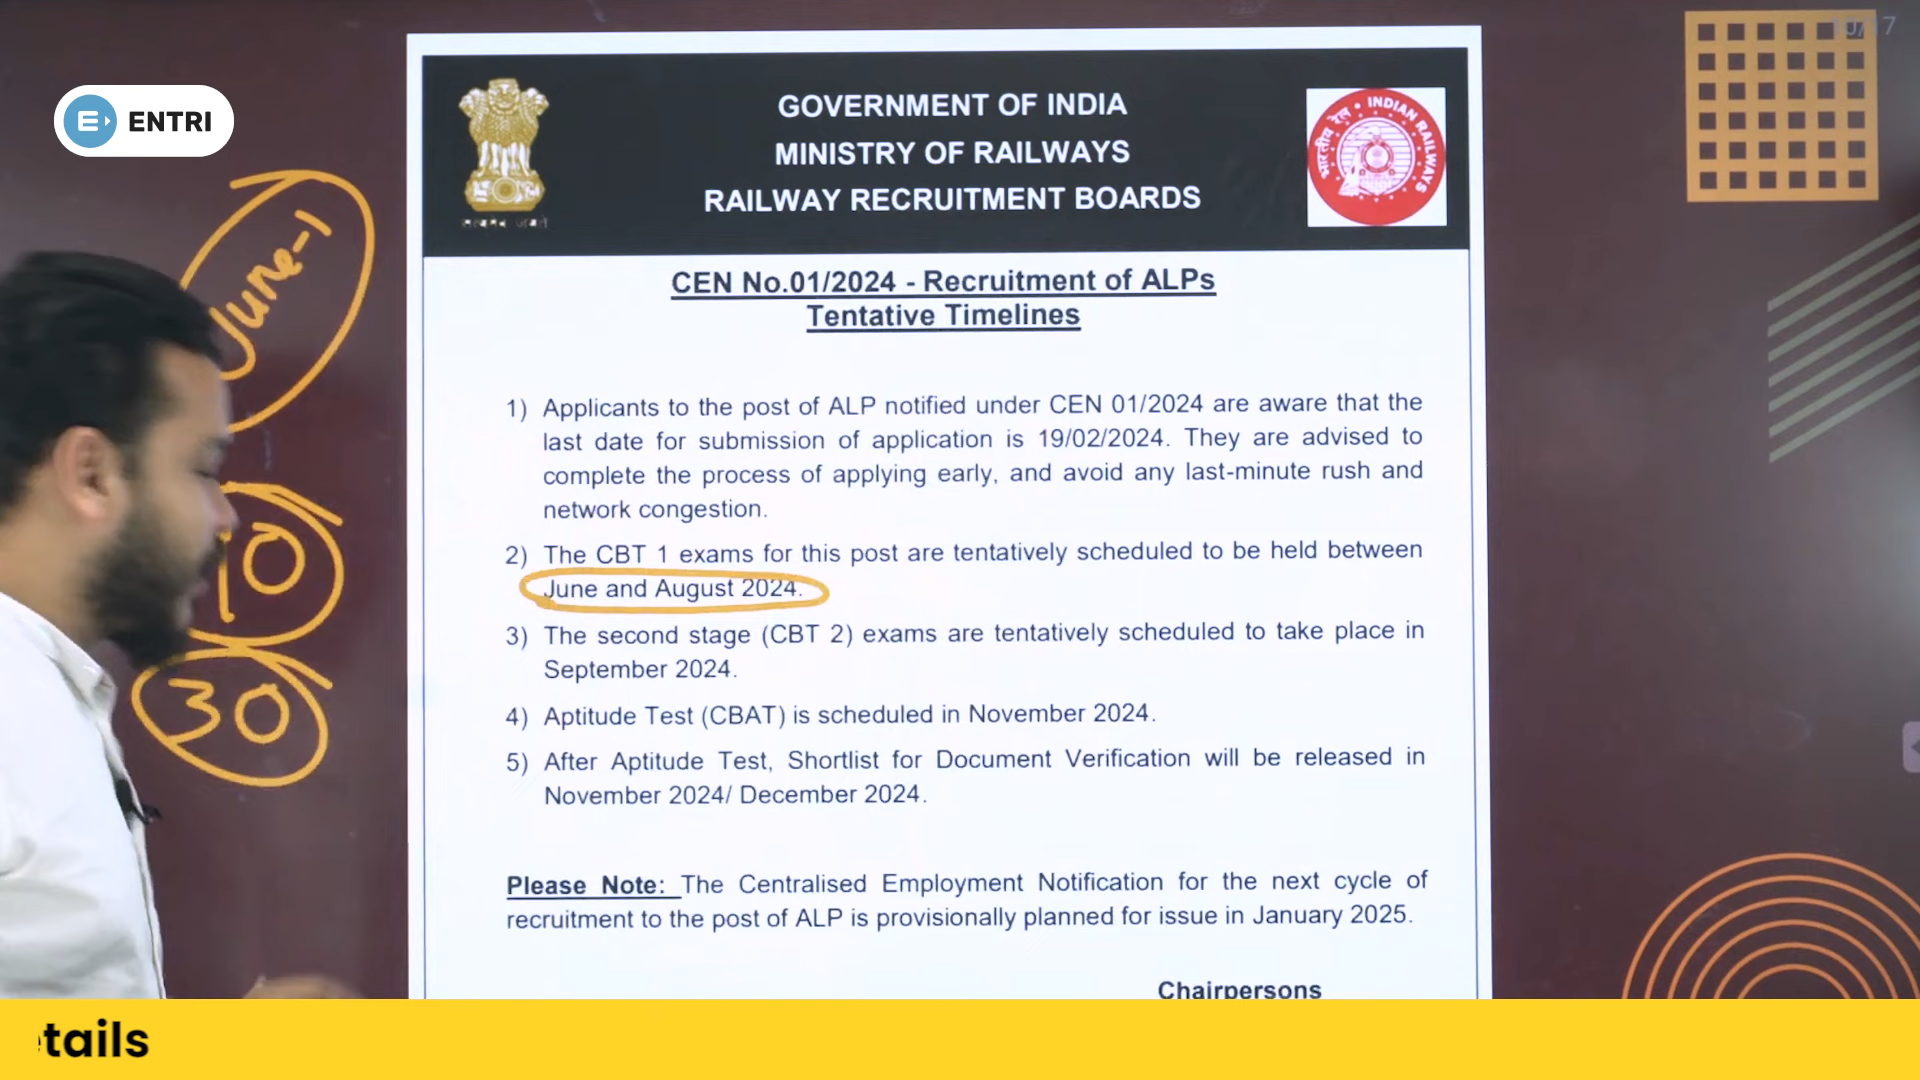 10/17
ENTRI
GOVERNMENT OF INDIA
MINISTRY OF RAILWAYS
RAILWAY RECRUITMENT BOARDS
INDIAN RAILWAYS
भारतीय रेल
CEN No.01/2024 - Recruitment of ALPs
Tentative Timelines
June-1
1) Applicants to the post of ALP notified under CEN 01/2024 are aware that the
last date for submission of application is 19/02/2024. They are advised to
complete the process of applying early, and avoid any last-minute rush and
network congestion.
10
2) The CBT 1 exams for this post are tentatively scheduled to be held between
June and August 2024.
3) The second stage (CBT 2) exams are tentatively scheduled to take place in
September 2024.
30
4) Aptitude Test (CBAT) is scheduled in November 2024.
5) After Aptitude Test, Shortlist for Document Verification will be released in
November 2024/ December 2024.
Please Note: The Centralised Employment Notification for the next cycle of
recruitment to the post of ALP is provisionally planned for issue in January 2025.
Chairpersons
tails